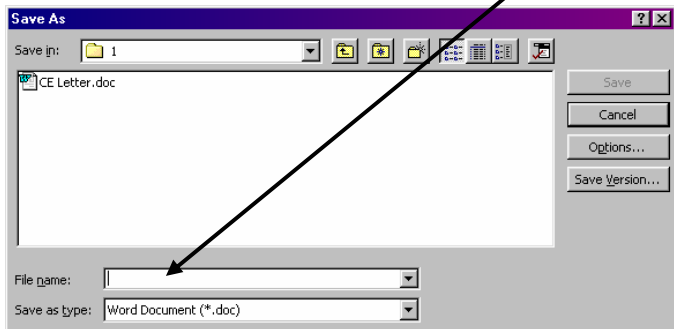 Save As
Save in: 1
CE Letter.doc
Save
Cancel
Options...
Save Version...
File name:
Save as type: Word Document (*.doc)